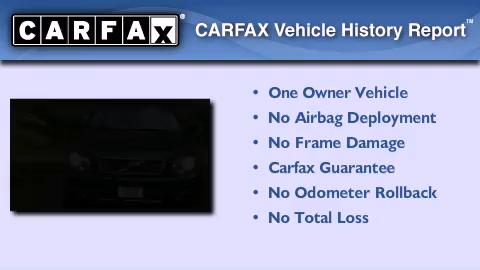 CARFAX® CARFAX Vehicle History Report™
• One Owner Vehicle
• No Airbag Deployment
• No Frame Damage
• Carfax Guarantee
• No Odometer Rollback
• No Total Loss